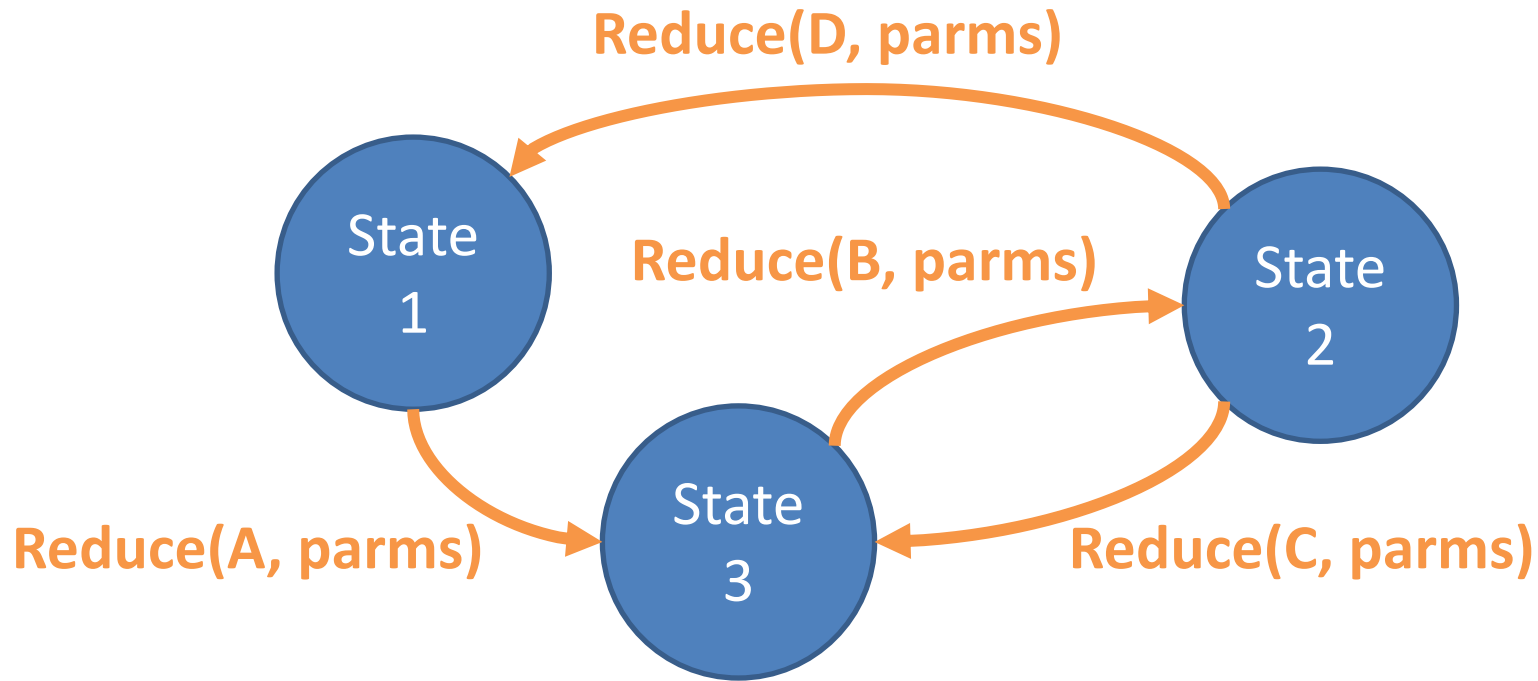 Reduce(D, parms)
State
1
Reduce(B, parms)
State
2
State
3
Reduce(A, parms)
Reduce(C, parms)